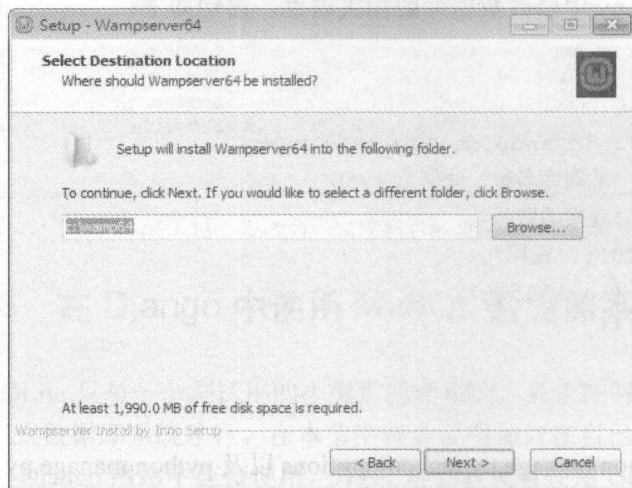 Setup - Wampserver64
Select Destination Location
Where should Wampserver64 be installed?
Setup will install Wampserver64 into the following folder.
To continue, click Next. If you would like to select a different folder, click Browse.
c:\wamp64
Browse...
At least 1,990.0 MB of free disk space is required.
Wampserver Install by Inno Setup
< Back
Next >
Cancel